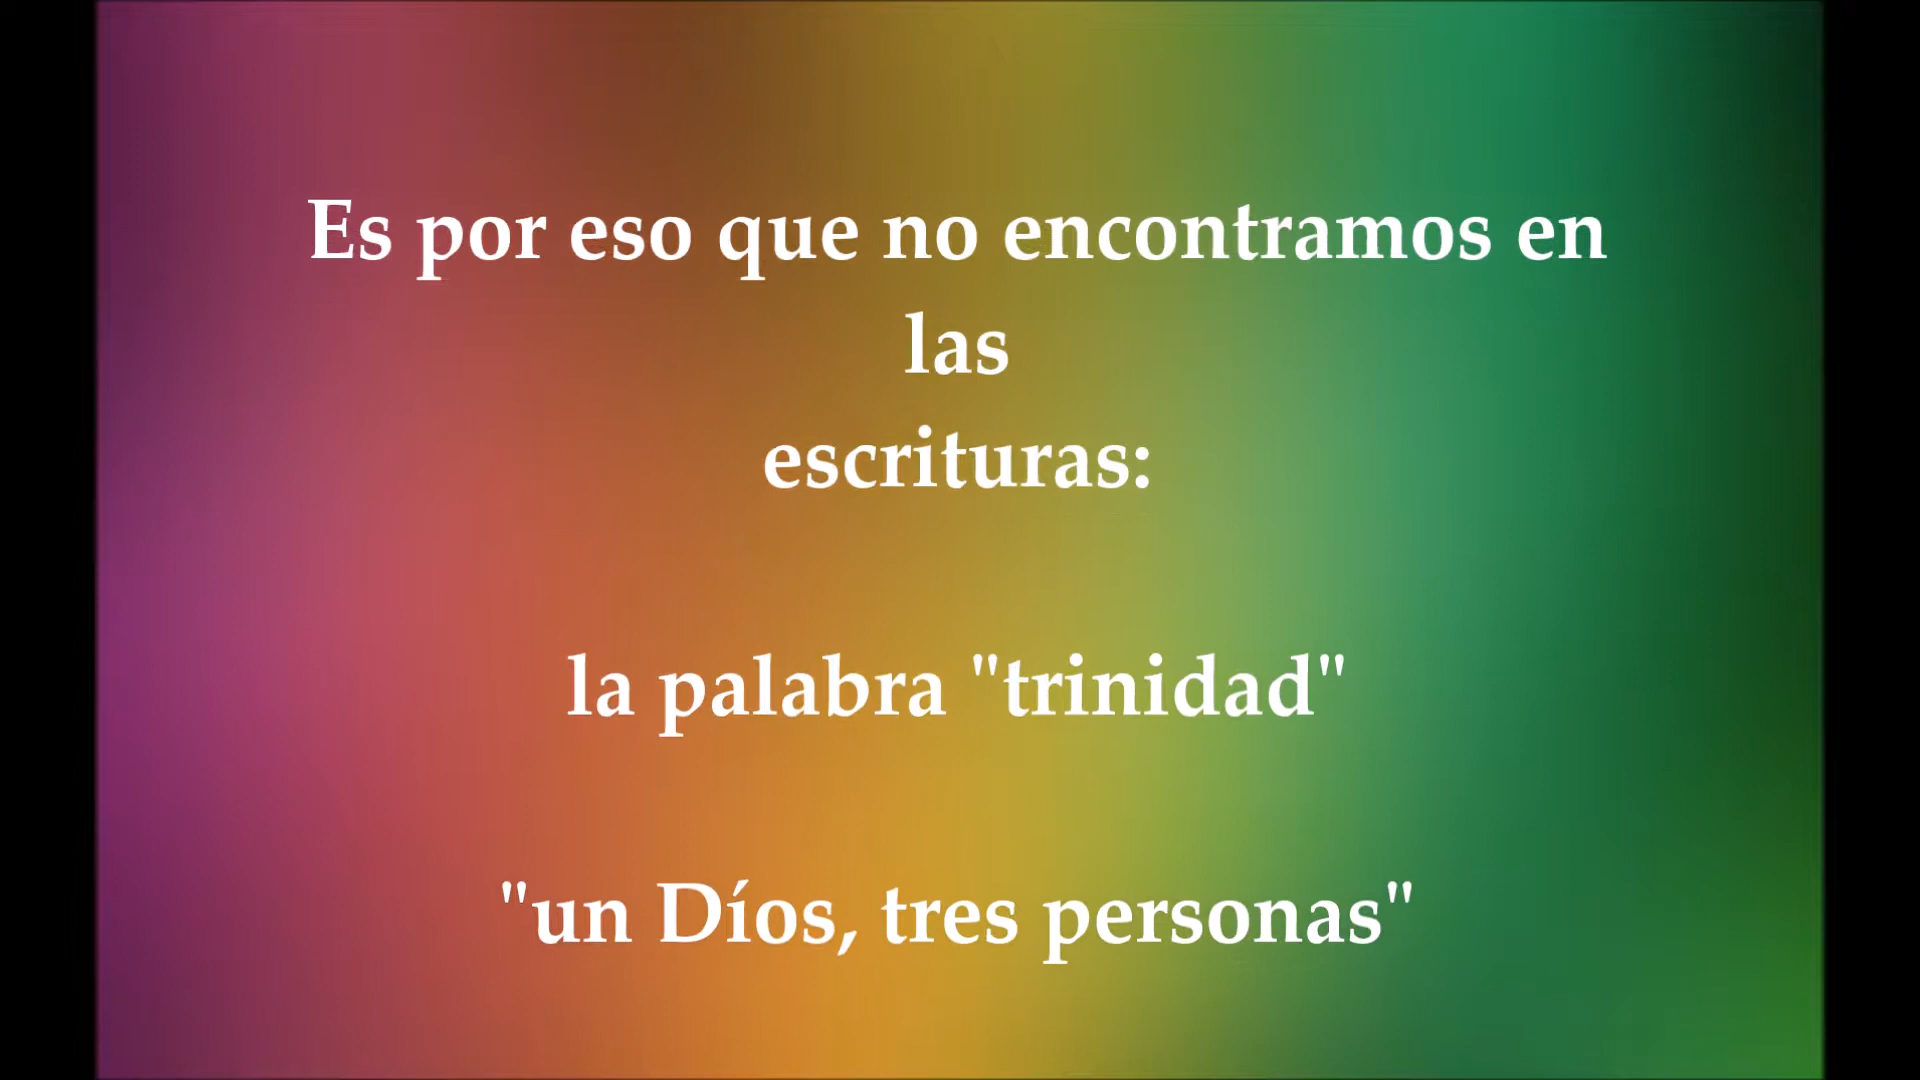 Es por eso que no encontramos en
las
escrituras:
la palabra "trinidad"
"un Díos, tres personas"